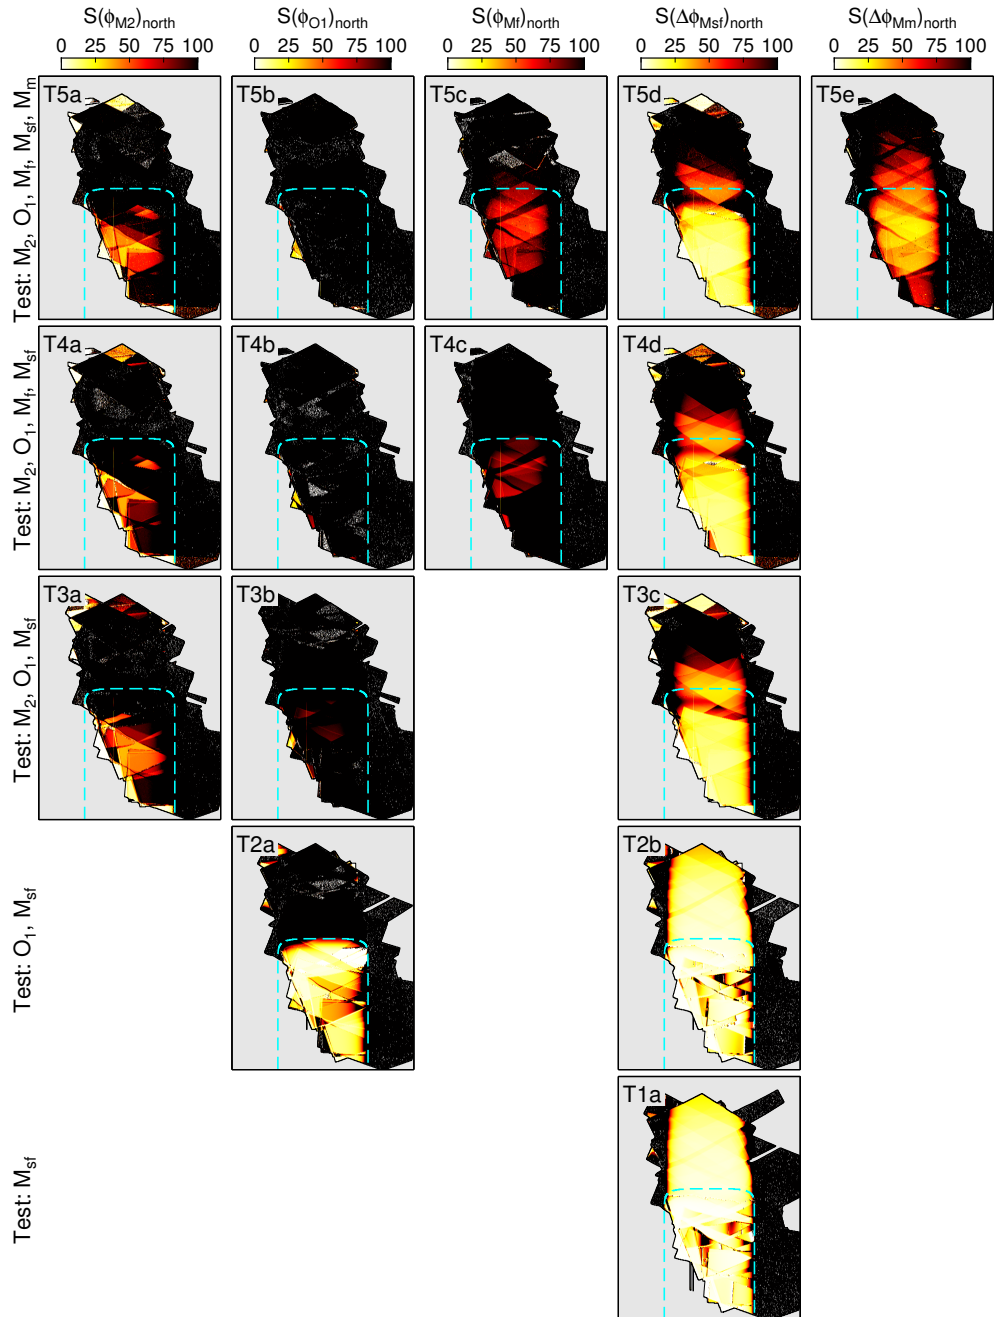 S(ϕM2)north S(ϕO1)north S(ϕMf)north S(ΔϕMsf)north S(ΔϕMm)north
0 25 50 75 100 0 25 50 75 100 0 25 50 75 100 0 25 50 75 100 0 25 50 75 100
Test: M2, O1, Mf, Msf, Mm
T5a T5b T5c T5d T5e
Test: M2, O1, Mf, Msf
T4a T4b T4c T4d
Test: M2, O1, Msf
T3a T3b T3c
Test: O1, Msf
T2a T2b
Test: Msf
T1a